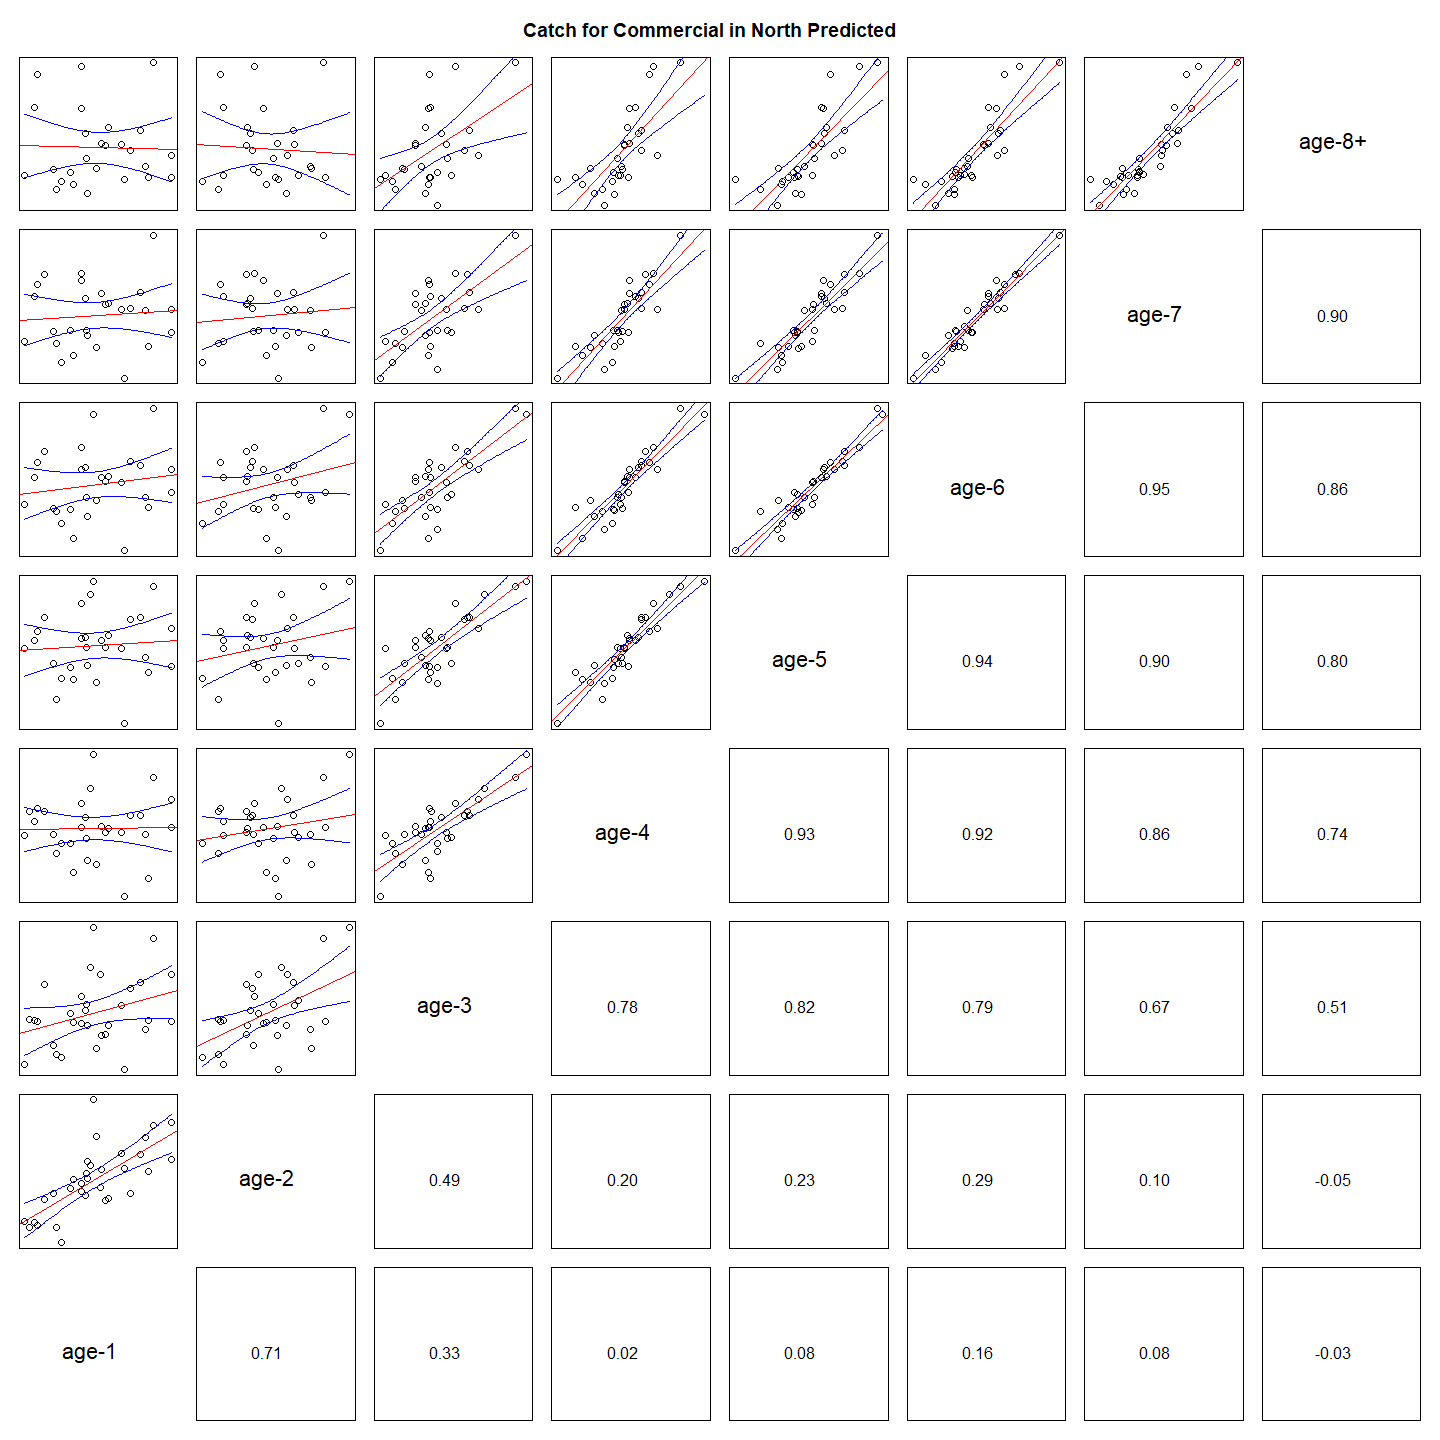 Catch for Commercial in North Predicted
age-8+
age-7 0.90
age-6 0.95 0.86
age-5 0.94 0.90 0.80
age-4 0.93 0.92 0.86 0.74
age-3 0.78 0.82 0.79 0.67 0.51
age-2 0.49 0.20 0.23 0.29 0.10 -0.05
age-1 0.71 0.33 0.02 0.08 0.16 0.08 -0.03